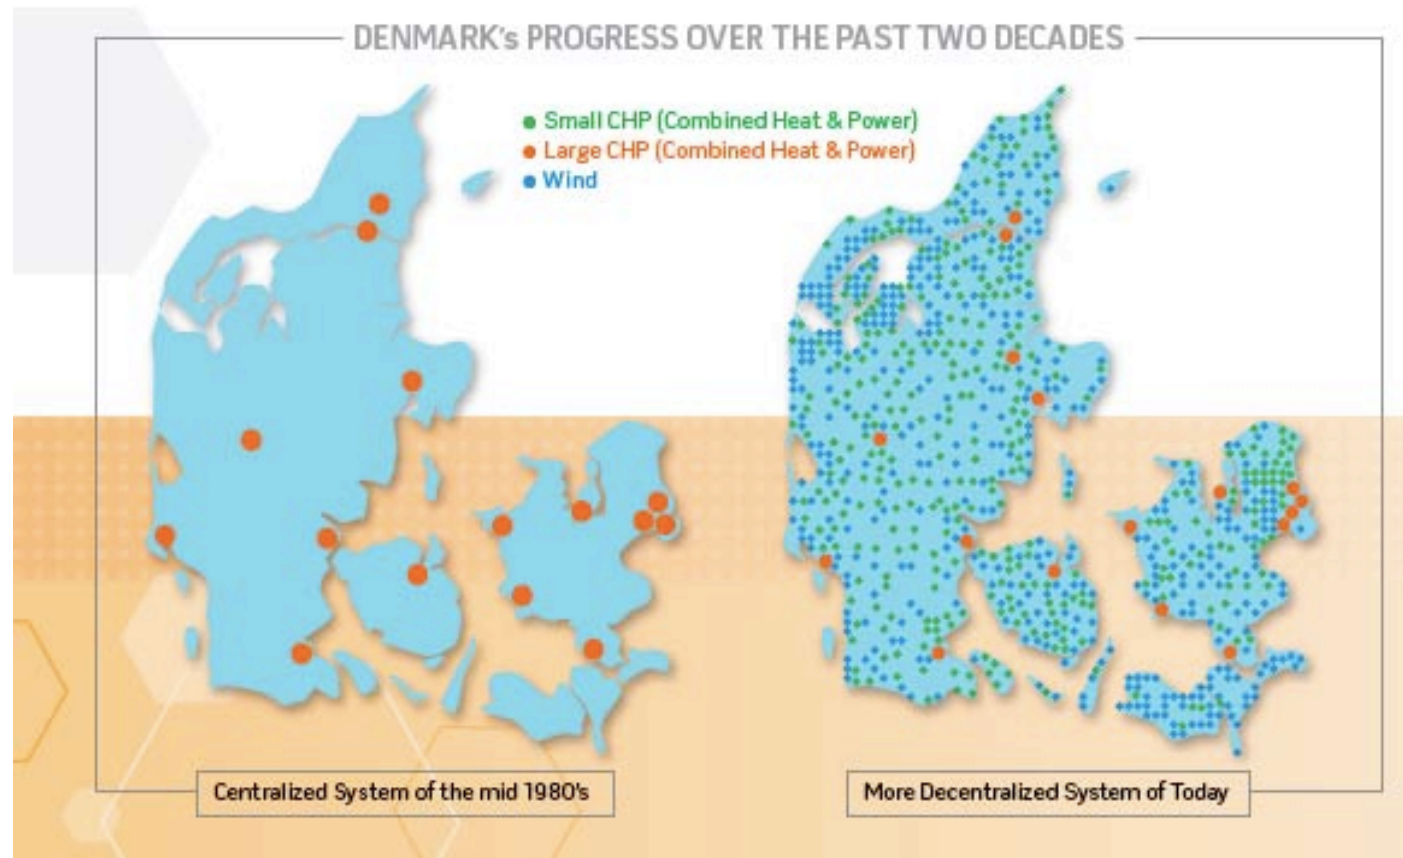 DENMARK's PROGRESS OVER THE PAST TWO DECADES
Small CHP (Combined Heat & Power)
Large CHP (Combined Heat & Power)
Wind
Centralized System of the mid 1980's
More Decentralized System of Today